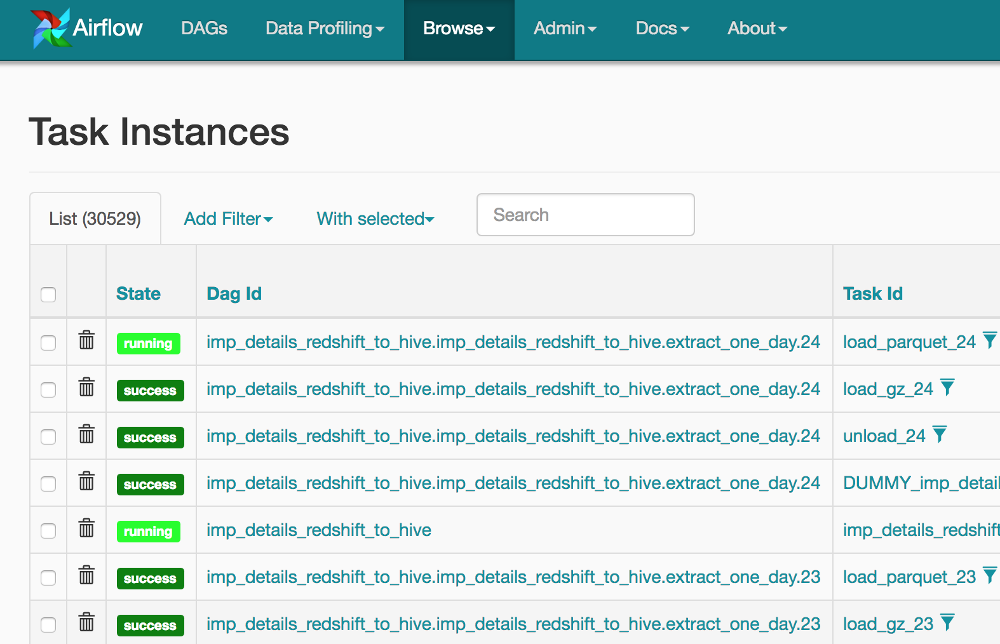 Airflow DAGs Data Profiling Browse Admin Docs About
Task Instances
List (30529) Add Filter With selected Search
State Dag Id Task Id
running imp_details_redshift_to_hive.imp_details_redshift_to_hive.extract_one_day.24 load_parquet_24
success imp_details_redshift_to_hive.imp_details_redshift_to_hive.extract_one_day.24 load_gz_24
success imp_details_redshift_to_hive.imp_details_redshift_to_hive.extract_one_day.24 unload_24
success imp_details_redshift_to_hive.imp_details_redshift_to_hive.extract_one_day.24 DUMMY_imp_detail
running imp_details_redshift_to_hive imp_details_redshift
success imp_details_redshift_to_hive.imp_details_redshift_to_hive.extract_one_day.23 load_parquet_23
success imp_details_redshift_to_hive.imp_details_redshift_to_hive.extract_one_day.23 load_gz_23